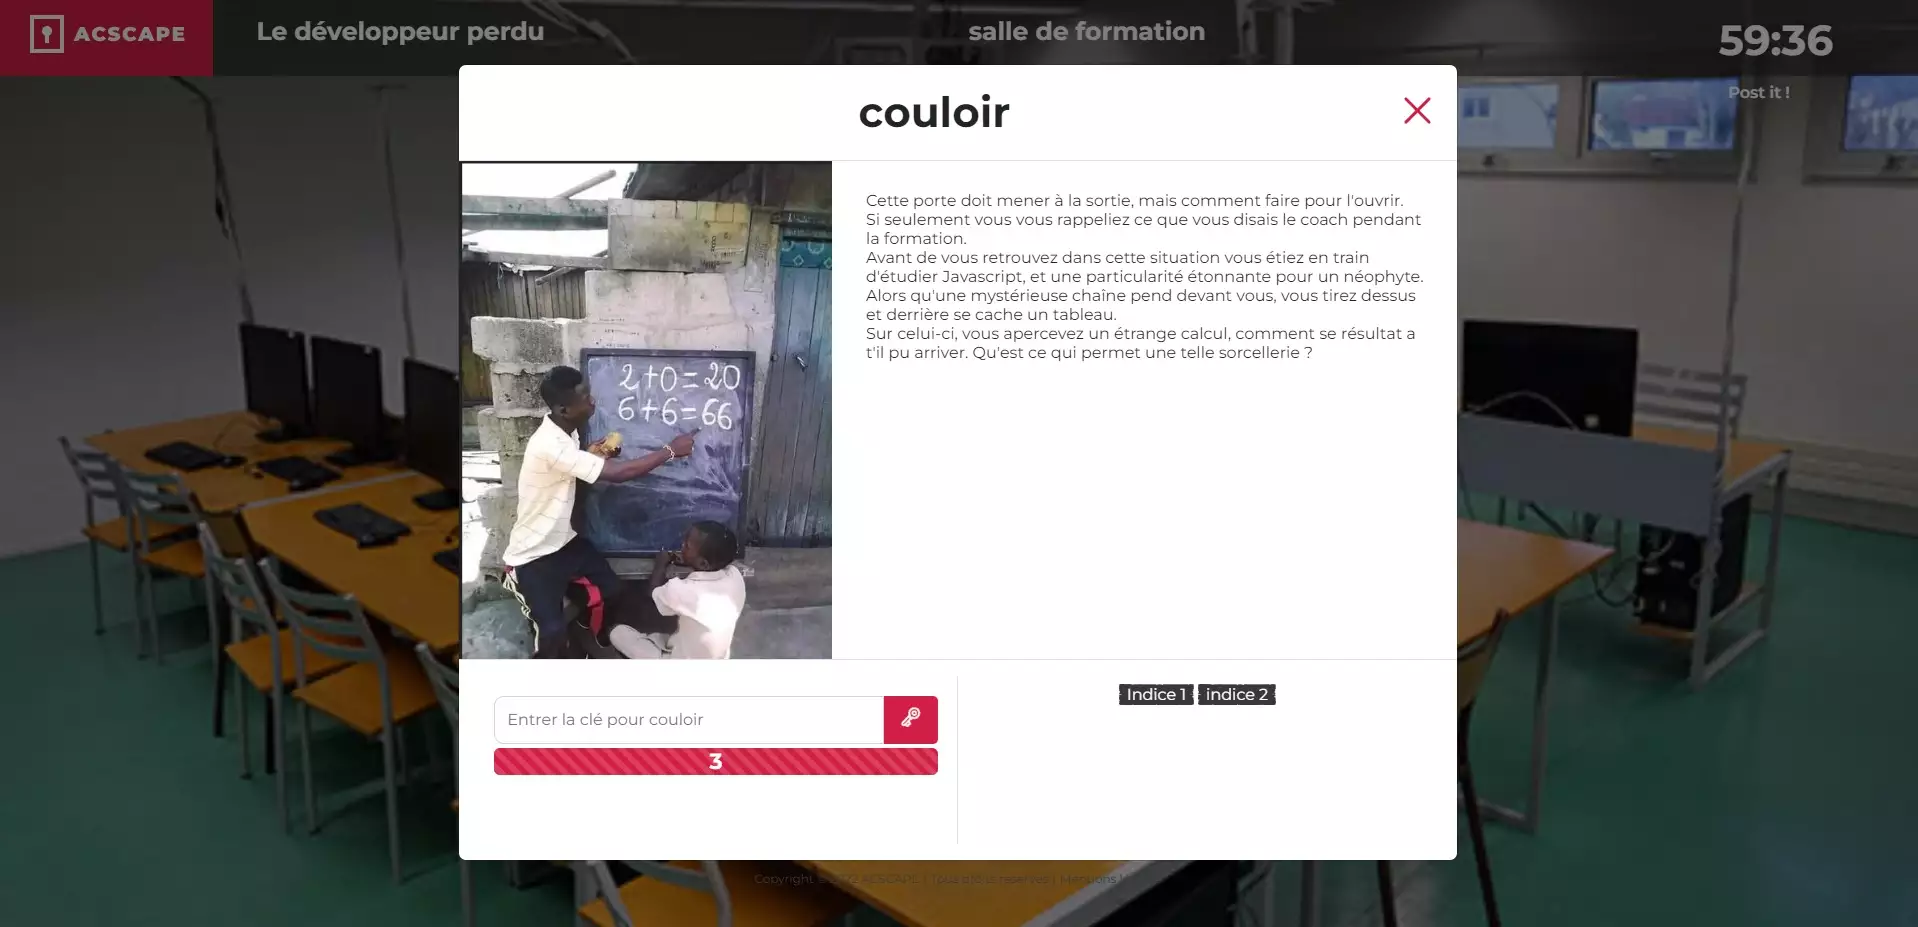 ACSCAPE
Le développeur perdu
salle de formation
59:36
Post it !
couloir
Cette porte doit mener à la sortie, mais comment faire pour l'ouvrir.
Si seulement vous vous rappeliez ce que vous disais le coach pendant
la formation.
Avant de vous retrouvez dans cette situation vous étiez en train
d'étudier Javascript, et une particularité étonnante pour un néophyte.
Alors qu'une mystérieuse chaîne pend devant vous, vous tirez dessus
et derrière se cache un tableau.
Sur celui-ci, vous apercevez un étrange calcul, comment se résultat a
t'il pu arriver. Qu'est ce qui permet une telle sorcellerie ?
2+0=20
6+6=66
Entrer la clé pour couloir
3
Indice 1
indice 2
Copyright ACSCAPE | Tous droits réservés | Mentions